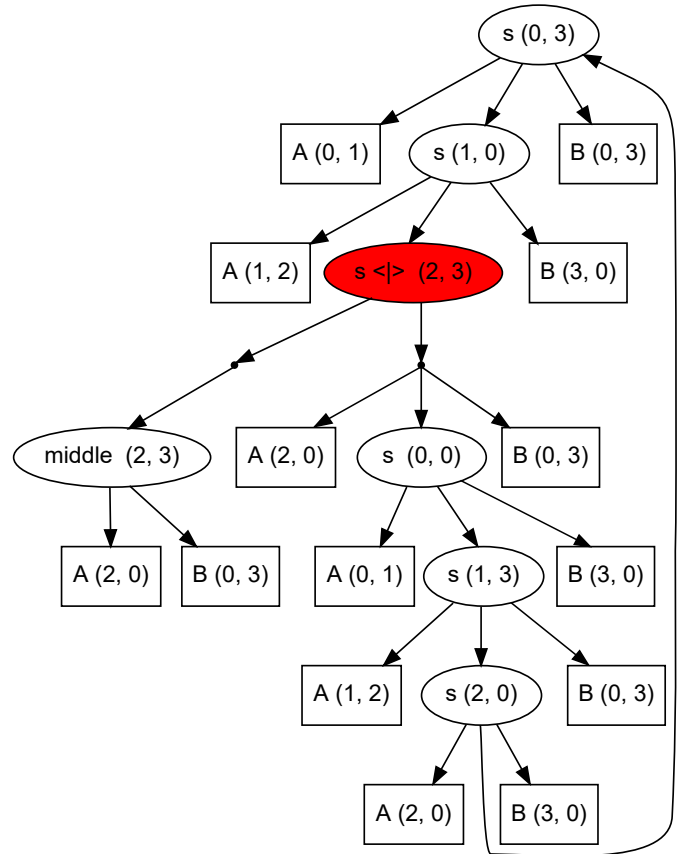 s (0, 3)
A (0, 1)
s (1, 0)
B (0, 3)
A (1, 2)
s <|> (2, 3)
B (3, 0)
middle (2, 3)
A (2, 0)
s (0, 0)
B (0, 3)
A (2, 0)
B (0, 3)
A (0, 1)
s (1, 3)
B (3, 0)
A (1, 2)
s (2, 0)
B (0, 3)
A (2, 0)
B (3, 0)